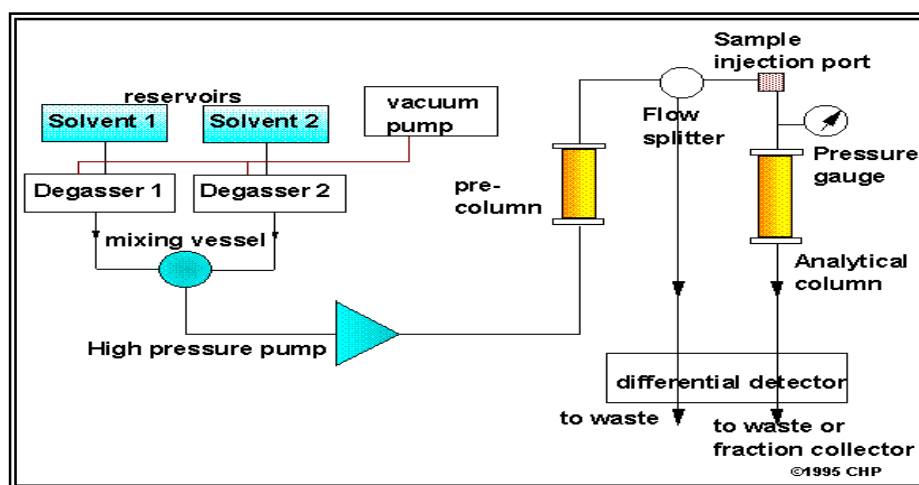 reservoirs
Solvent 1
Solvent 2
vacuum
pump
Degasser 1
Degasser 2
mixing vessel
High pressure pump
pre-
column
Flow
splitter
Sample
injection port
Pressure
gauge
Analytical
column
differential detector
to waste
to waste or
fraction collector
©1995 CHP